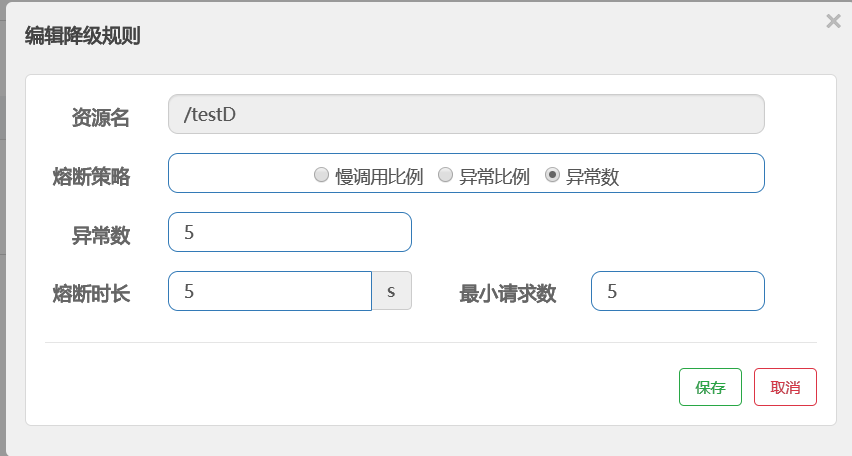 编辑降级规则
×
资源名 /testD
熔断策略 慢调用比例 异常比例 异常数
异常数 5
熔断时长 5 s 最小请求数 5
保存 取消